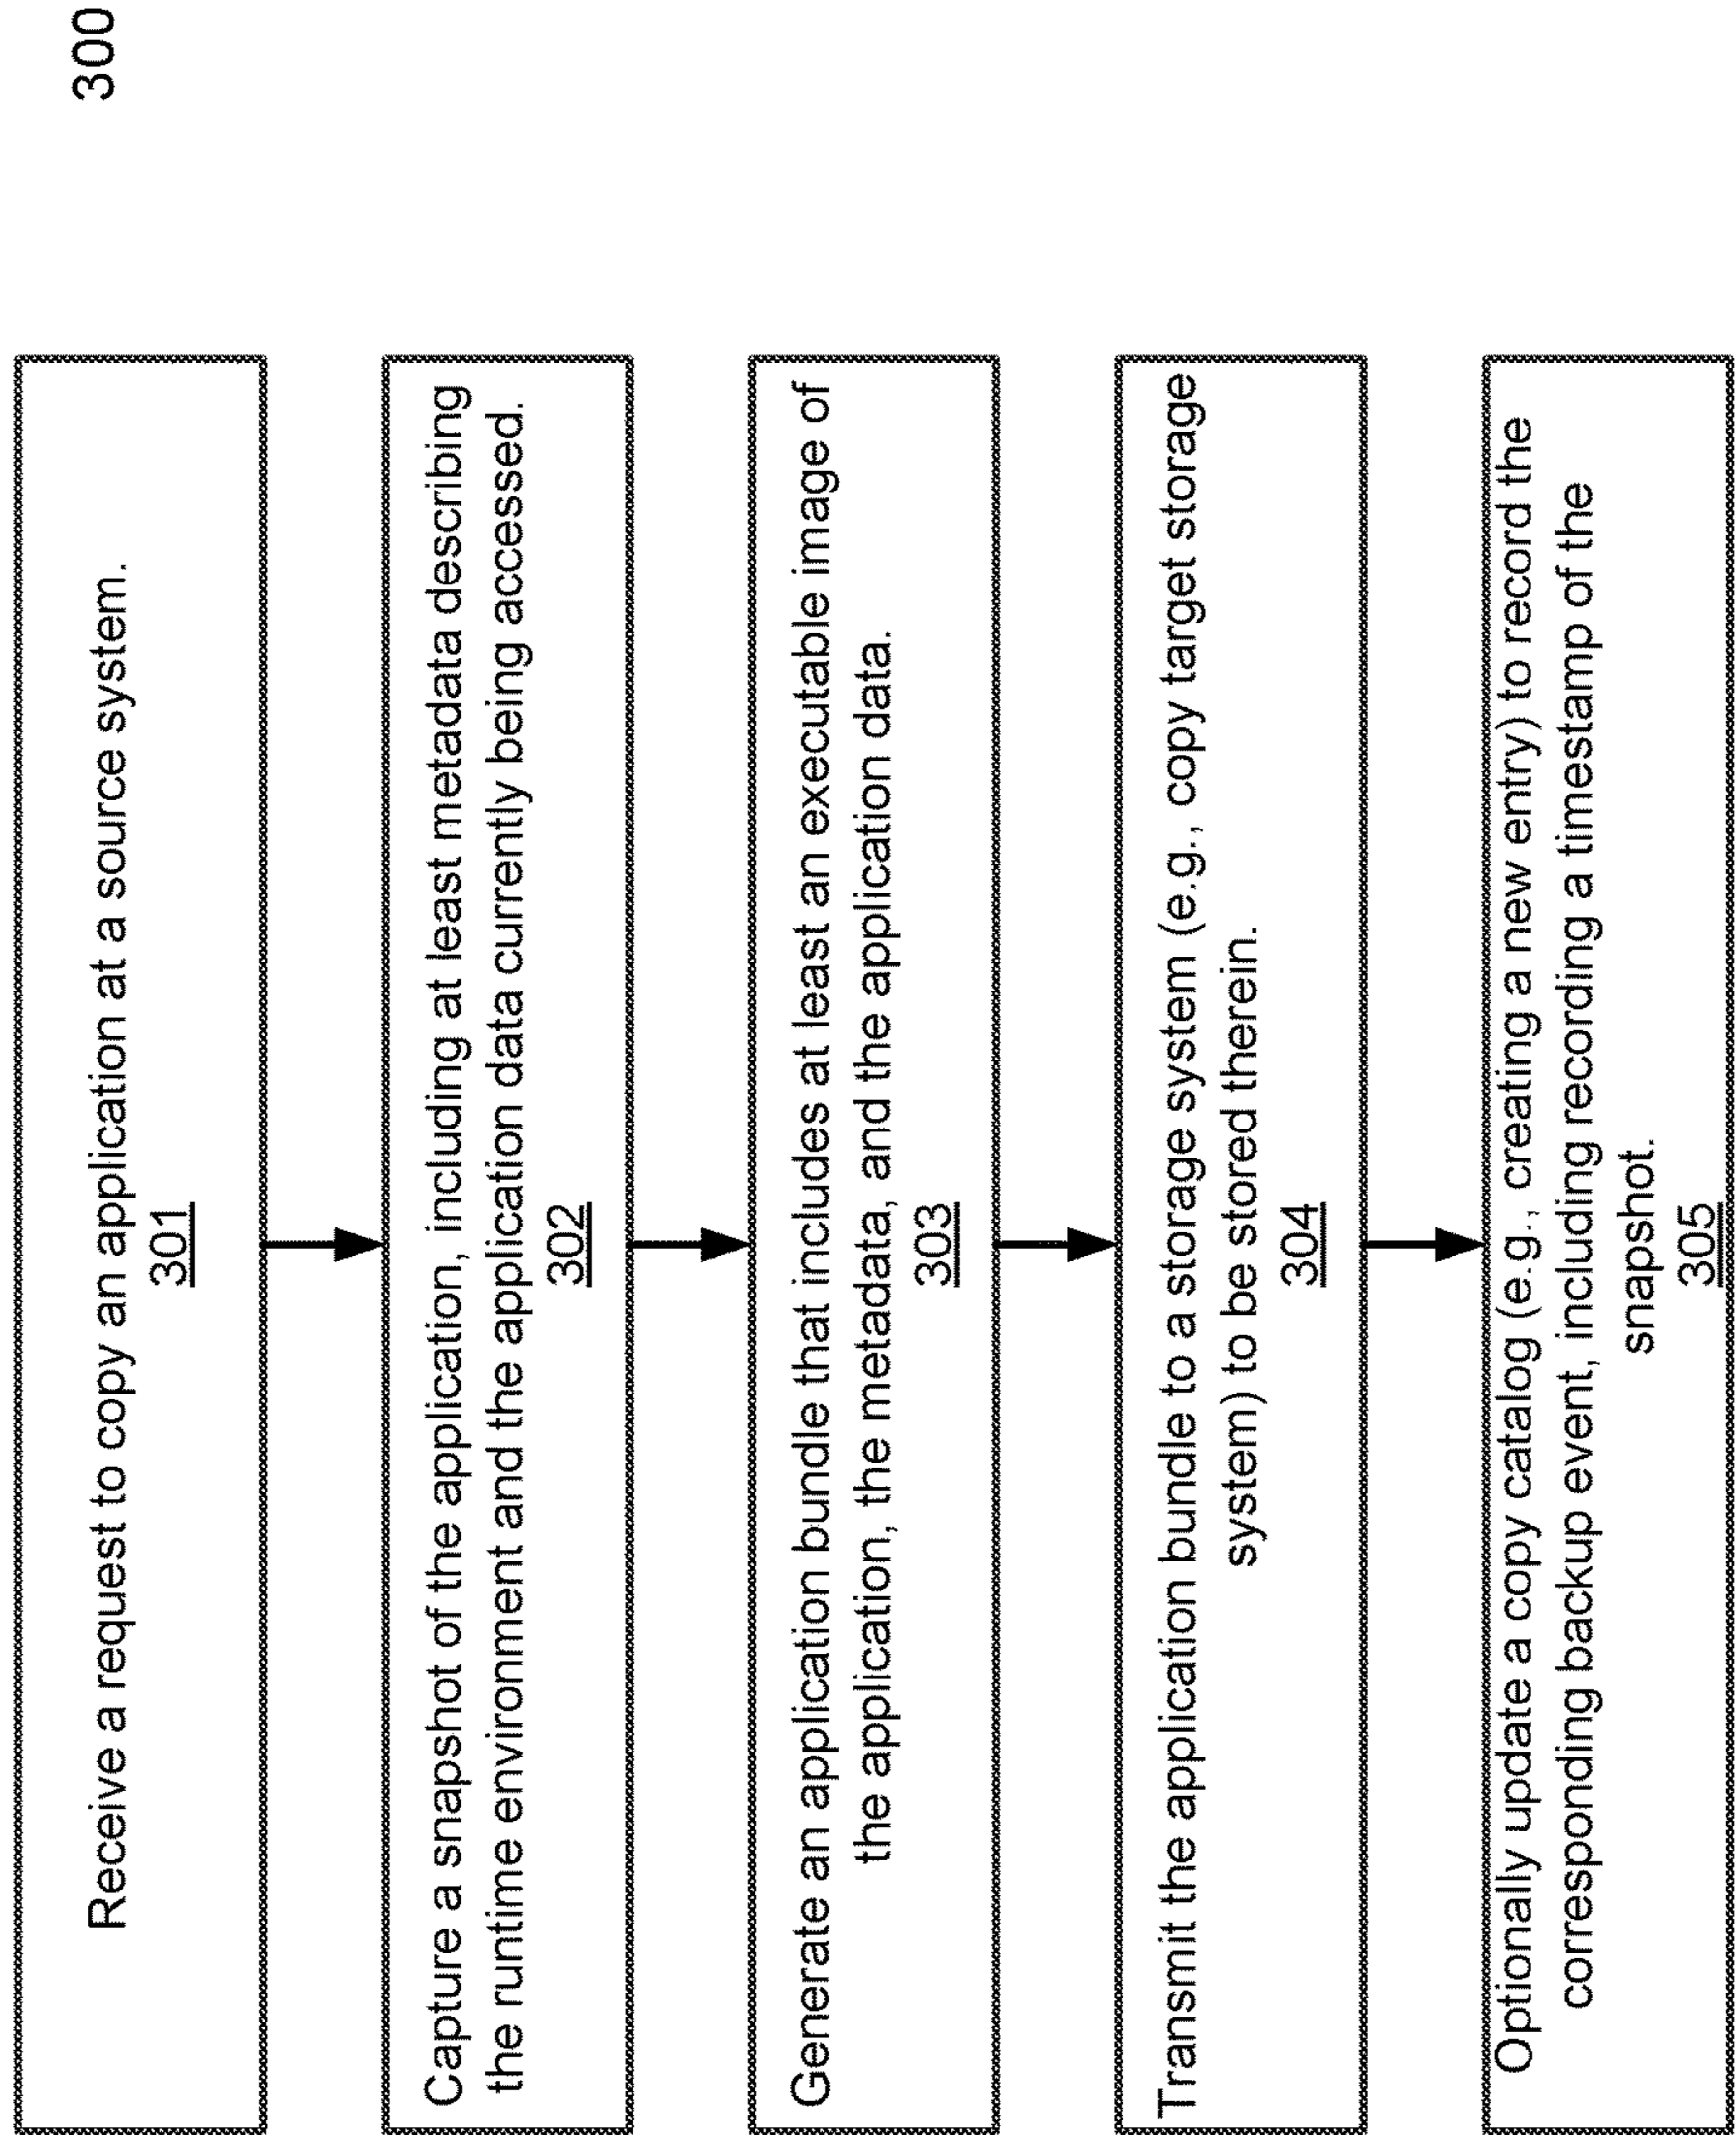 300
Receive a request to copy an application at a source system.
301
Capture a snapshot of the application, including at least metadata describing
the runtime environment and the application data currently being accessed.
302
Generate an application bundle that includes at least an executable image of
the application, the metadata, and the application data.
303
Transmit the application bundle to a storage system (e.g., copy target storage
system) to be stored therein.
304
Optionally update a copy catalog (e.g., creating a new entry) to record the
corresponding backup event, including recording a timestamp of the
snapshot.
305